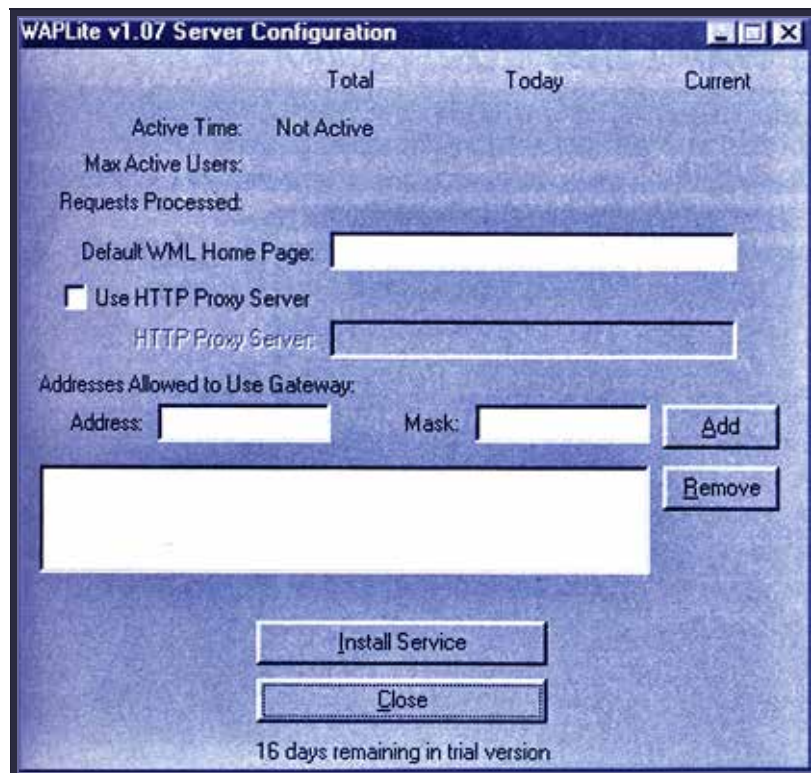 WAPLite v1.07 Server Configuration
Total Today Current
Active Time: Not Active
Max Active Users:
Requests Processed:
Default WML Home Page:
Use HTTP Proxy Server
HTTP Proxy Server:
Addresses Allowed to Use Gateway:
Address: Mask: Add
Remove
Install Service
Close
16 days remaining in trial version